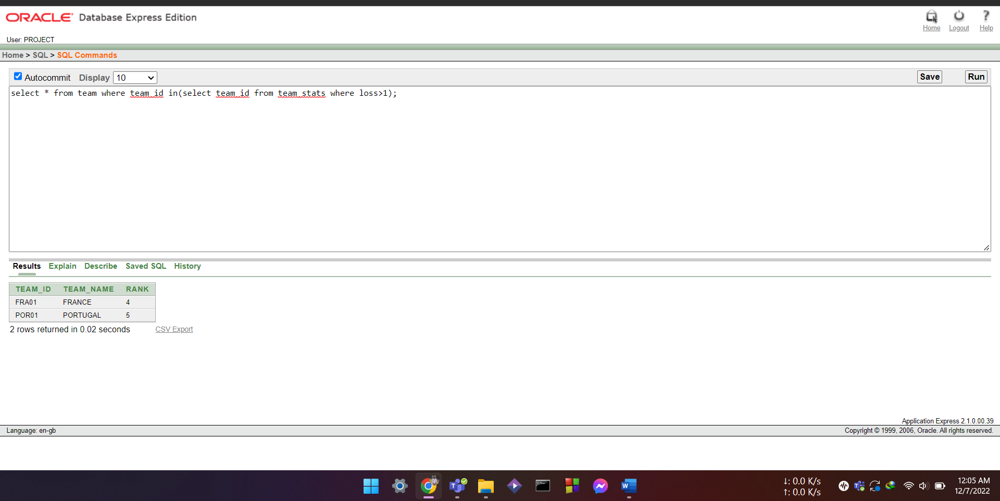 ORACLE Database Express Edition
Home Logout Help
User: PROJECT
Home > SQL > SQL Commands
Autocommit Display 10 Save Run
select * from team where team_id in(select team_id from team_stats where loss>1);
Results Explain Describe Saved SQL History
TEAM_ID TEAM_NAME RANK
FRA01 FRANCE 4
POR01 PORTUGAL 5
2 rows returned in 0.02 seconds CSV Export
Application Express 2.1.0.00.39
Language: en-gb Copyright © 1999, 2006, Oracle. All rights reserved.
↓: 0.0 K/s 12:05 AM
↑: 0.0 K/s 12/7/2022